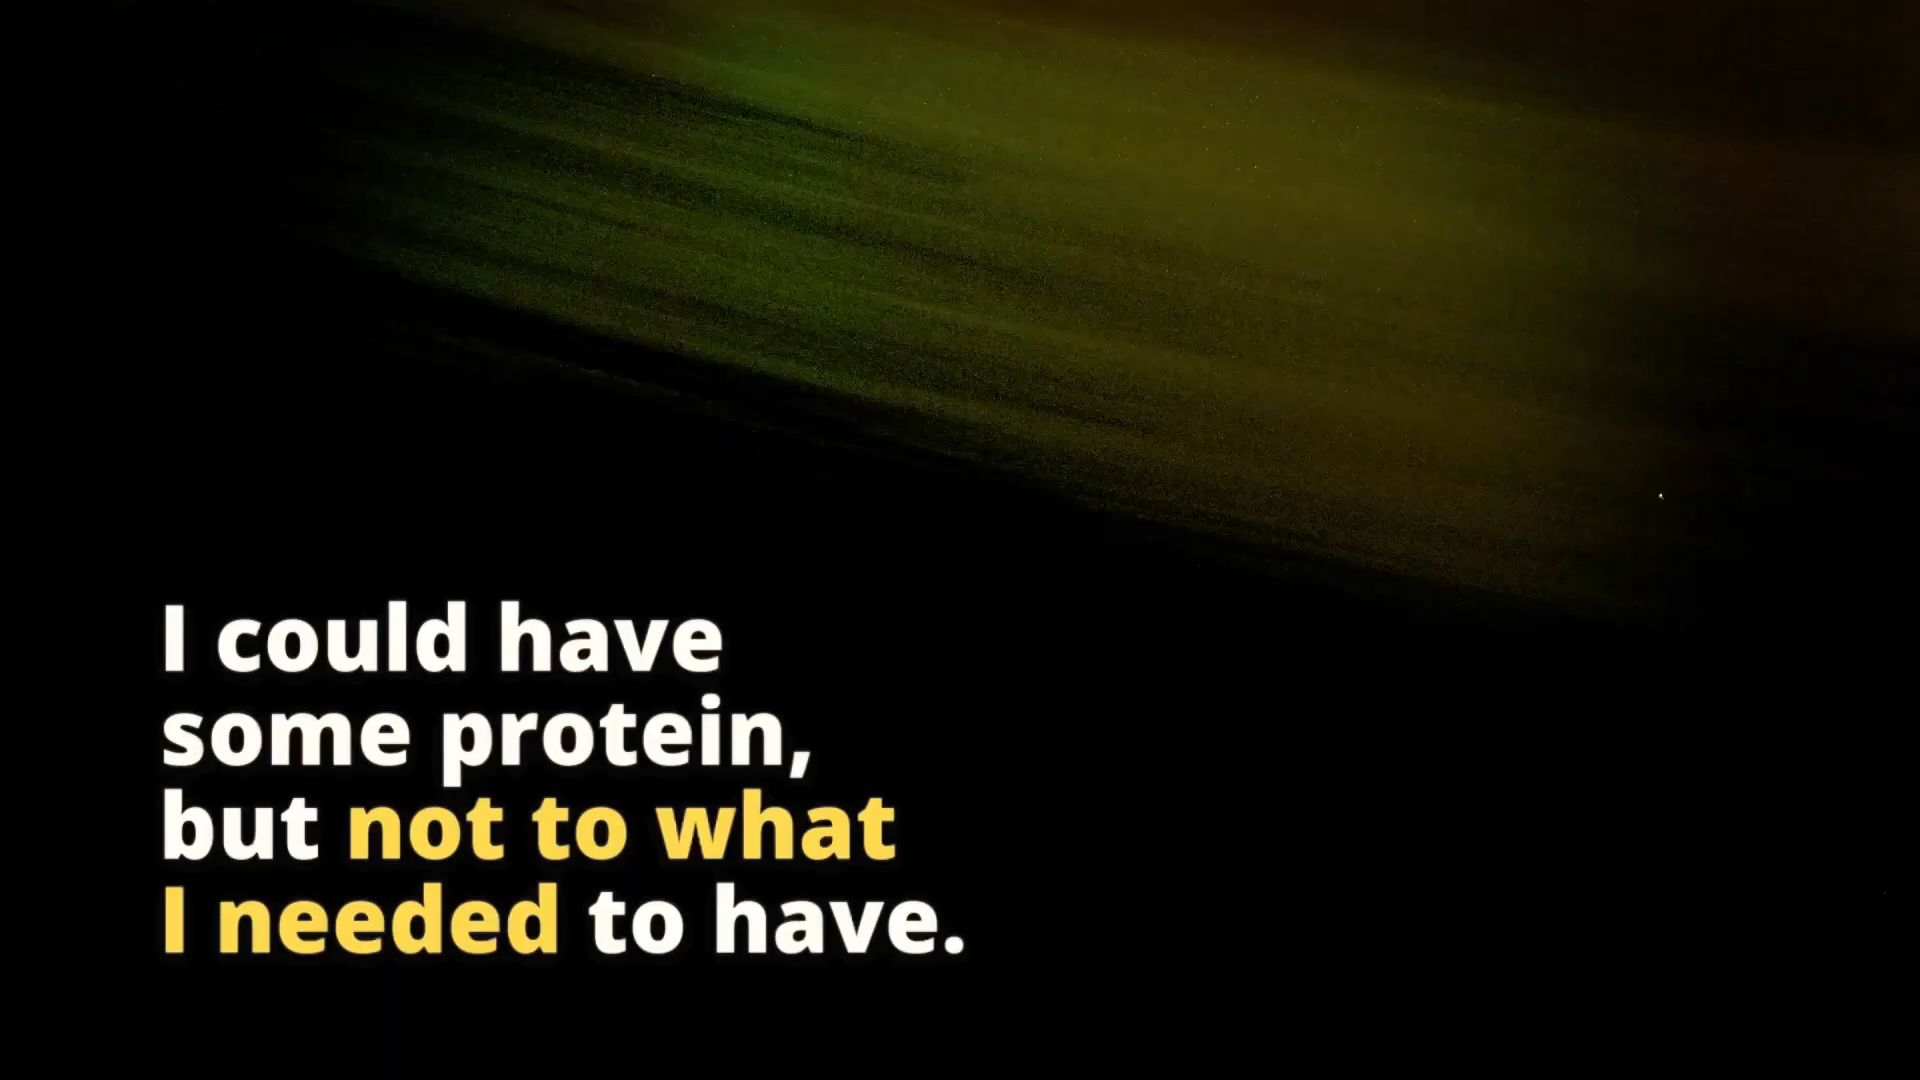 I could have
some protein,
but not to what
I needed to have.